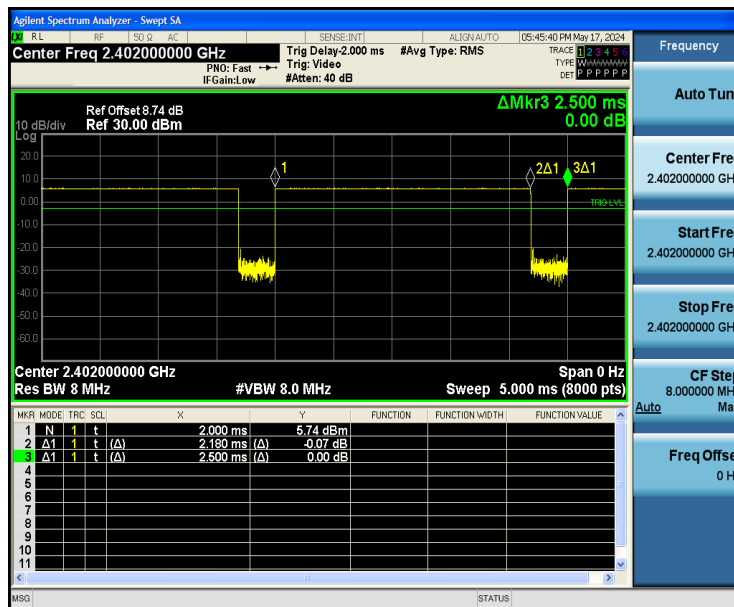 Agilent Spectrum Analyzer - Swept SA
LXI RL RF 50 Ω AC SENSE:INT ALIGN AUTO 05:45:40 PM May 17, 2024
Center Freq 2.402000000 GHz
PNO: Fast
IFGain:Low
Trig Delay-2.000 ms
Trig: Video
#Atten: 40 dB
#Avg Type: RMS
TRACE 1 2 3 4 5 6
TYPE WWWWWW
DET P P P P P P
Frequency
Auto Tun
Center Fre
2.402000000 GH
Start Fre
2.402000000 GH
Stop Fre
2.402000000 GH
CF Ste
8.000000 MH
Auto Ma
Freq Offse
0 H
ΔMkr3 2.500 ms
0.00 dB
Ref Offset 8.74 dB
10 dB/div Ref 30.00 dBm
Log
20.0
10.0
0.00
-10.0
-20.0
-30.0
-40.0
-50.0
-60.0
1
2Δ1
3Δ1
TRIG LVL
Center 2.402000000 GHz Span 0 Hz
Res BW 8 MHz #VBW 8.0 MHz Sweep 5.000 ms (8000 pts)
MKR MODE TRC SCL X Y FUNCTION FUNCTION WIDTH FUNCTION VALUE
1 N 1 t 2.000 ms 5.74 dBm
2 Δ1 1 t (Δ) 2.180 ms (Δ) -0.07 dB
3 Δ1 1 t (Δ) 2.500 ms (Δ) 0.00 dB
4
5
6
7
8
9
10
11
MSG STATUS